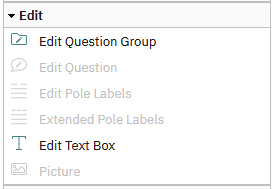 Edit
Edit Question Group
Edit Question
Edit Pole Labels
Extended Pole Labels
Edit Text Box
Picture